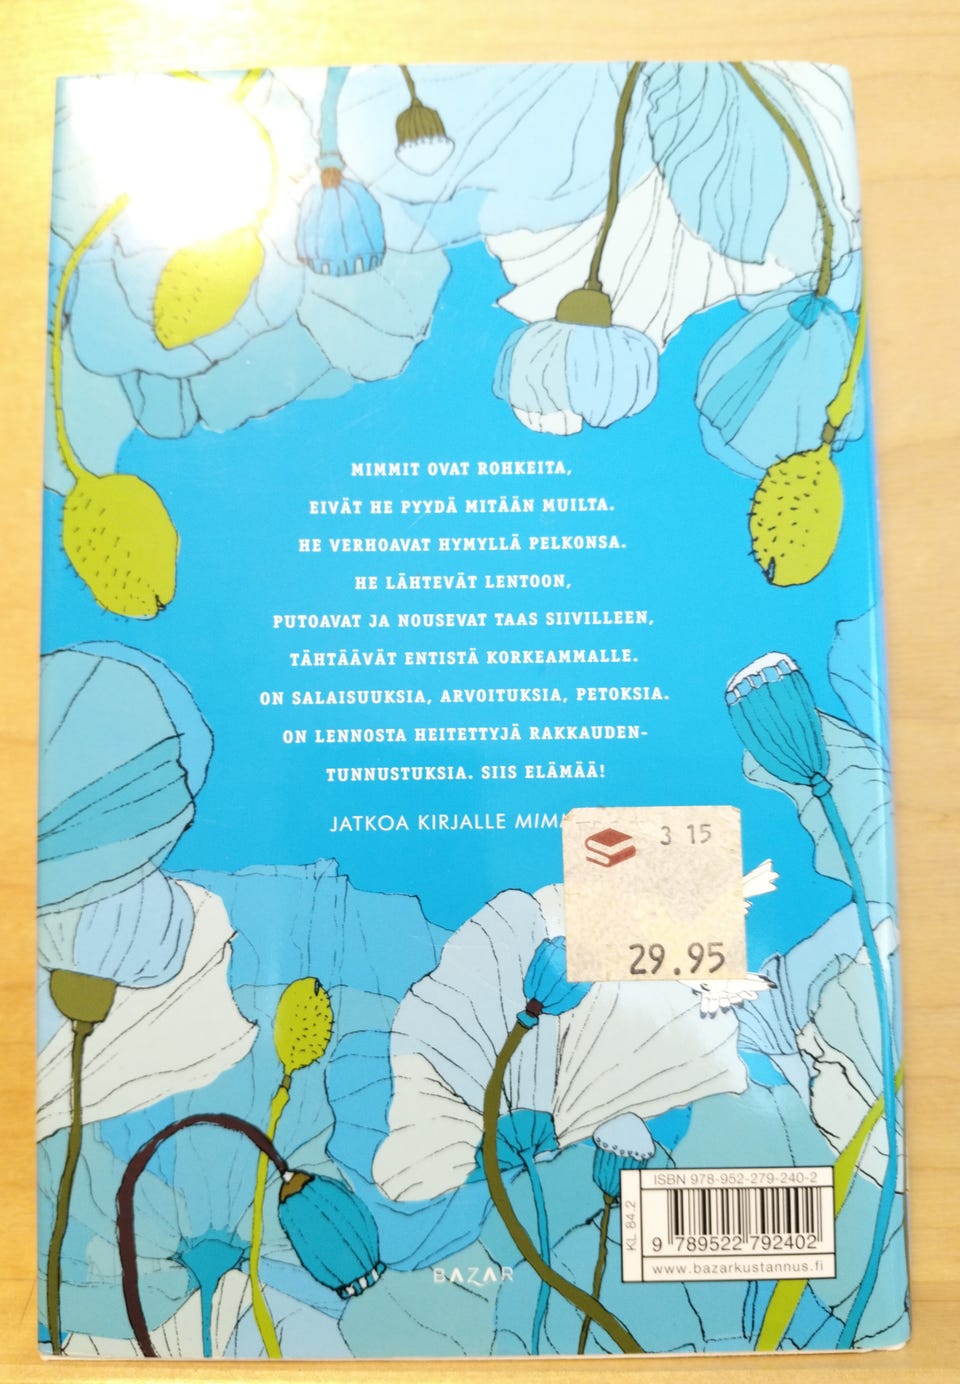 MIMMIT OVAT ROHKEITA,
EIVÄT HE PYYDÄ MITÄÄN MUILTA.
HE VERHOAVAT HYMYLLÄ PELKONSA.
HE LÄHTEVÄT LENTOON,
PUTOAVAT JA NOUSEVAT TAAS SIIVILLEEN,
TÄHTÄÄVÄT ENTISTÄ KORKEAMMALLE.
ON SALAISUUKSIA, ARVOITUKSIA, PETOKSIA.
ON LENNOSTA HEITETTYJÄ RAKKAUDEN-
TUNNUSTUKSIA. SIIS ELÄMÄÄ!
JATKOA KIRJALLE
3 15
29.95
ISBN 978-952-279-240-2
KL 84.2
9 789522 792402
www.bazarkustannus.fi
BAZAR